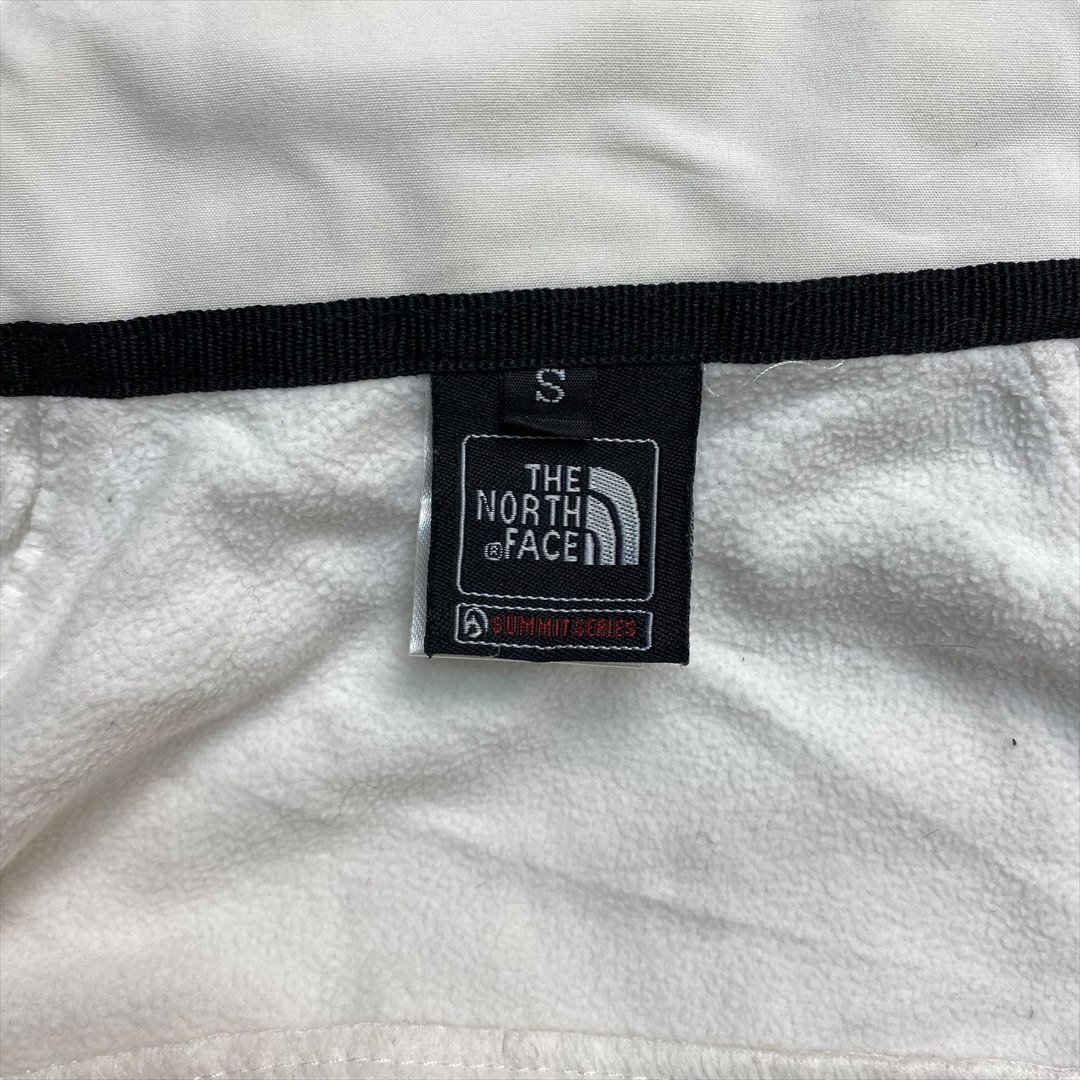 S
THE
NORTH
® FACE
SUMMIT SERIES